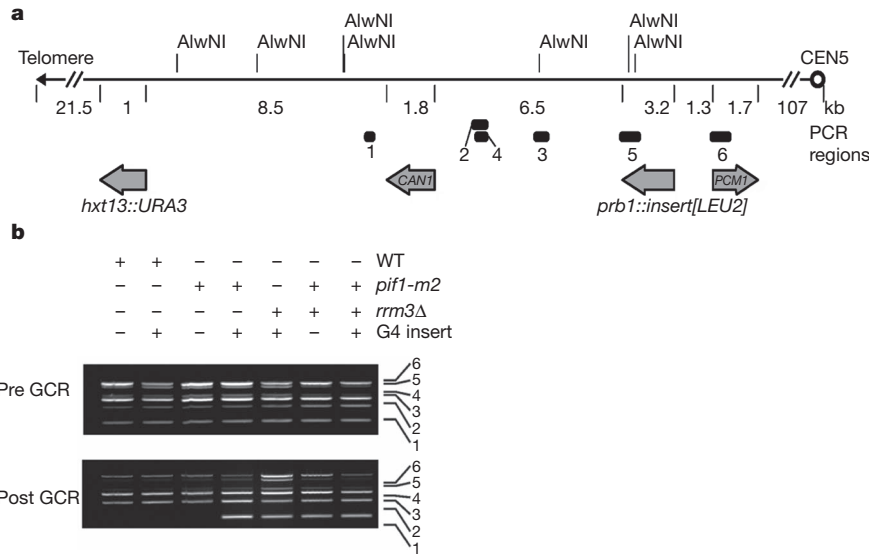 a
AlwNI AlwNI
Telomere AlwNI AlwNI AlwNI AlwNI AlwNI CEN5
21.5 1 8.5 1.8 6.5 3.2 1.3 1.7 107 kb
1 2 4 3 5 6 PCR regions
CAN1 PCM1
hxt13::URA3 prb1::insert[LEU2]
b
+ + – – – – – WT
– – + + – + + pif1-m2
– – – – + + + rrm3Δ
– + – + + – + G4 insert
Pre GCR
6
5
4
3
2
1
Post GCR
6
5
4
3
2
1